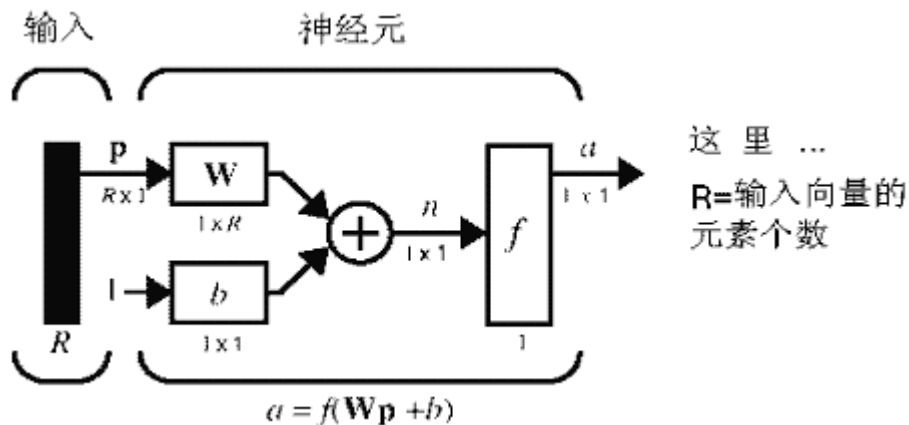 输入
神经元
p
R x 1
W
1 x R
1
b
1 x 1
n
1 x 1
f
1
a
1 x 1
R
a = f(Wp +b)
这 里 ...
R=输入向量的
元素个数